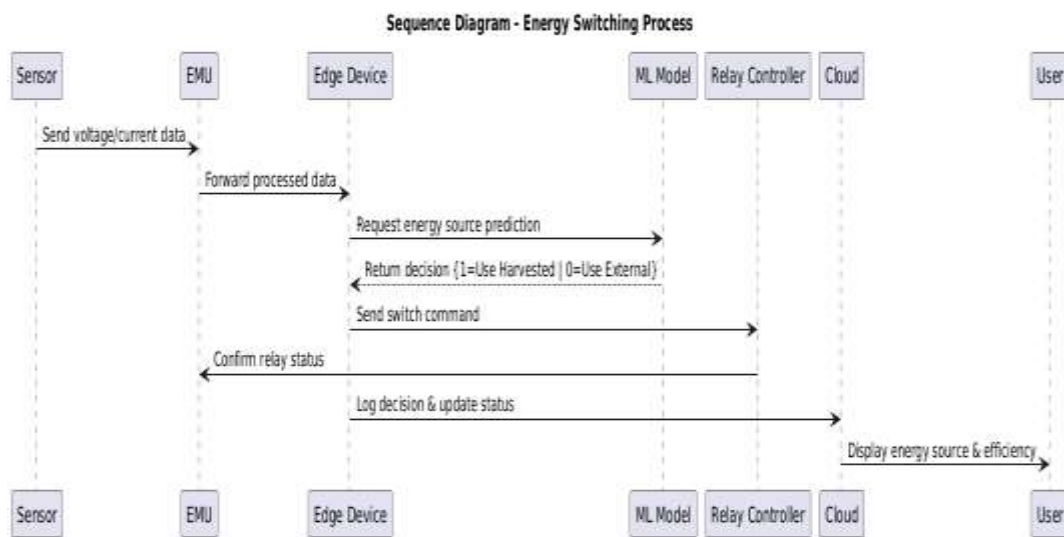 Sequence Diagram - Energy Switching Process
Sensor EMU Edge Device ML Model Relay Controller Cloud User
Send voltage/current data
Forward processed data
Request energy source prediction
Return decision {1=Use Harvested | 0=Use External}
Send switch command
Confirm relay status
Log decision & update status
Display energy source & efficiency
Sensor EMU Edge Device ML Model Relay Controller Cloud User